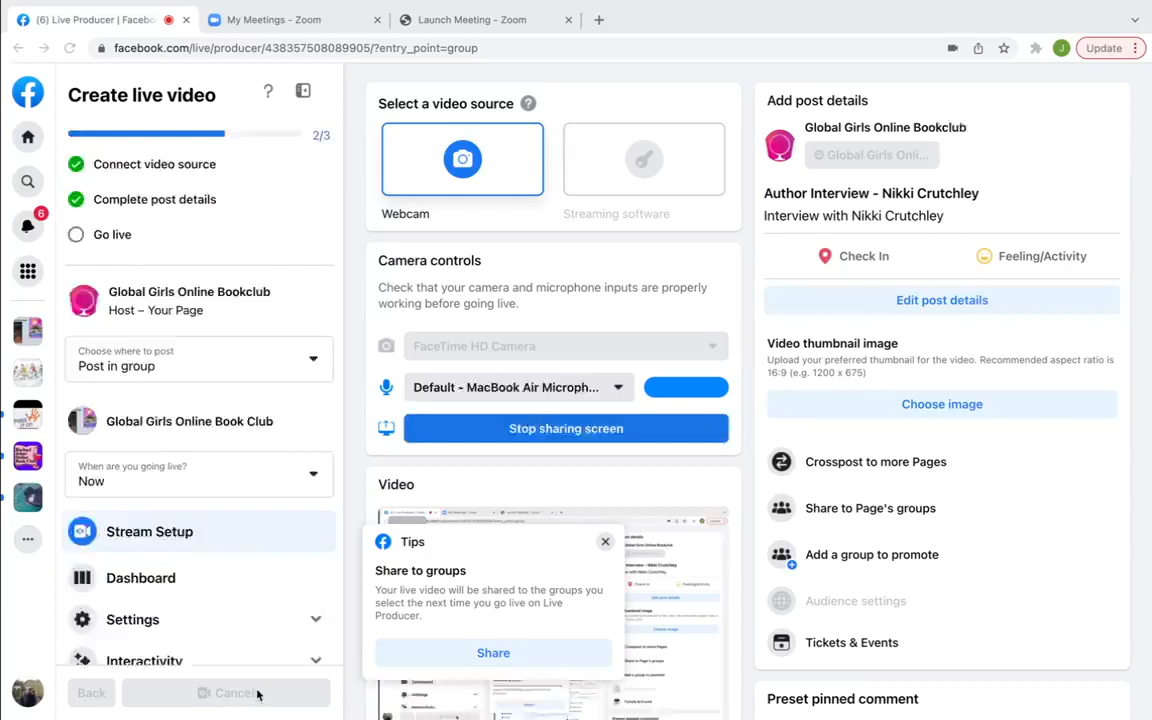 (6) Live Producer | Facebo
My Meetings - Zoom
Launch Meeting - Zoom
facebook.com/live/producer/438357508089905/?entry_point=group
J
Update
Create live video
?
2/3
Connect video source
Complete post details
Go live
6
Global Girls Online Bookclub
Host – Your Page
Choose where to post
Post in group
Global Girls Online Book Club
When are you going live?
Now
Stream Setup
Dashboard
Settings
Interactivity
Back
Cancel
Select a video source
?
Webcam
Streaming software
Camera controls
Check that your camera and microphone inputs are properly
working before going live.
FaceTime HD Camera
Default - MacBook Air Microph...
Stop sharing screen
Video
Tips
Share to groups
Your live video will be shared to the groups you
select the next time you go live on Live
Producer.
Share
Add post details
Global Girls Online Bookclub
Global Girls Onli...
Author Interview - Nikki Crutchley
Interview with Nikki Crutchley
Check In
Feeling/Activity
Edit post details
Video thumbnail image
Upload your preferred thumbnail for the video. Recommended aspect ratio is
16:9 (e.g. 1200 x 675)
Choose image
Crosspost to more Pages
Share to Page's groups
Add a group to promote
Audience settings
Tickets & Events
Preset pinned comment